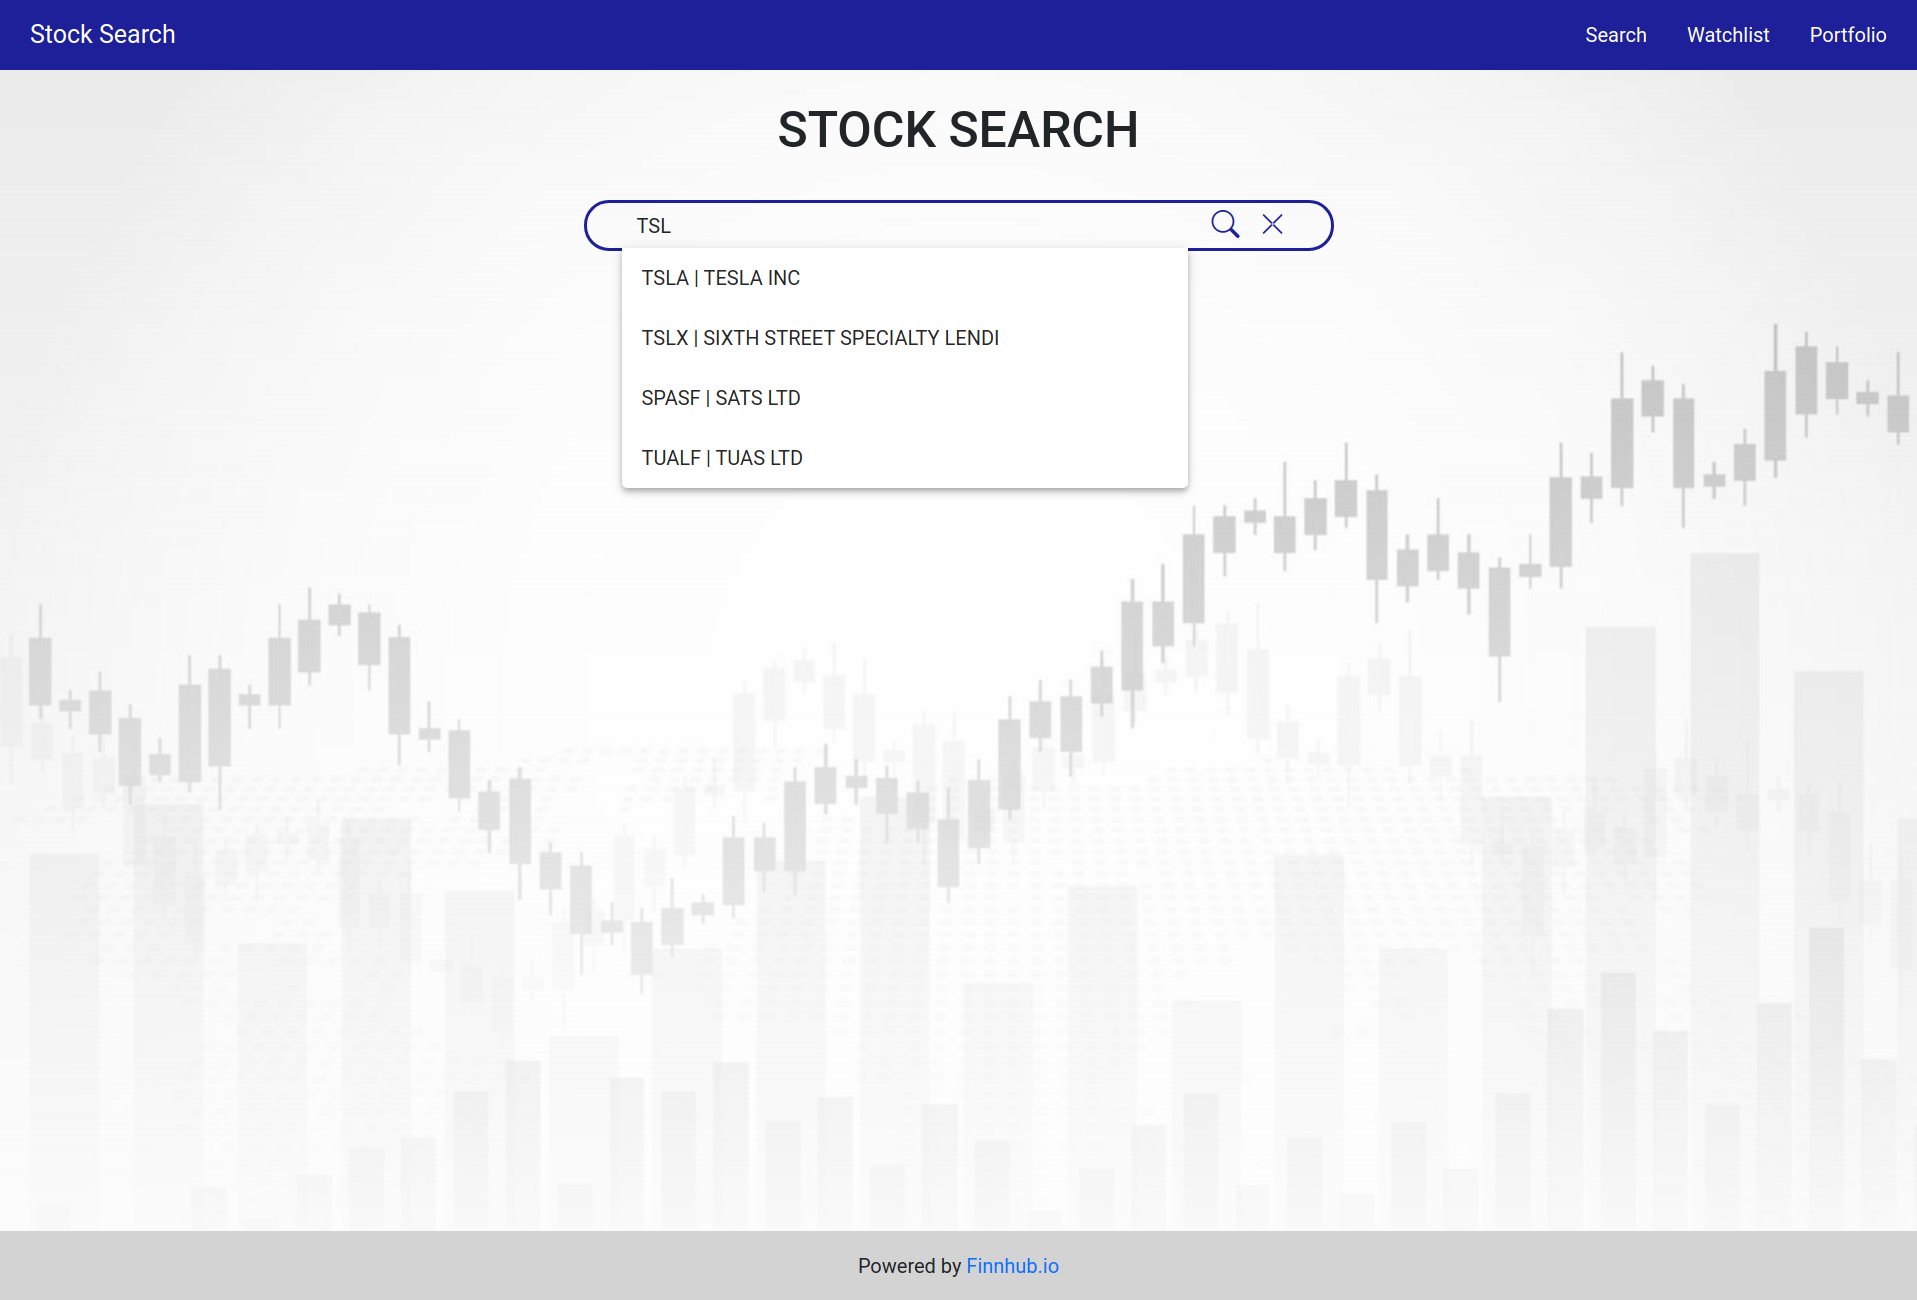 Stock Search
Search Watchlist Portfolio
STOCK SEARCH
TSL
TSLA | TESLA INC
TSLX | SIXTH STREET SPECIALTY LENDI
SPASF | SATS LTD
TUALF | TUAS LTD
Powered by Finnhub.io